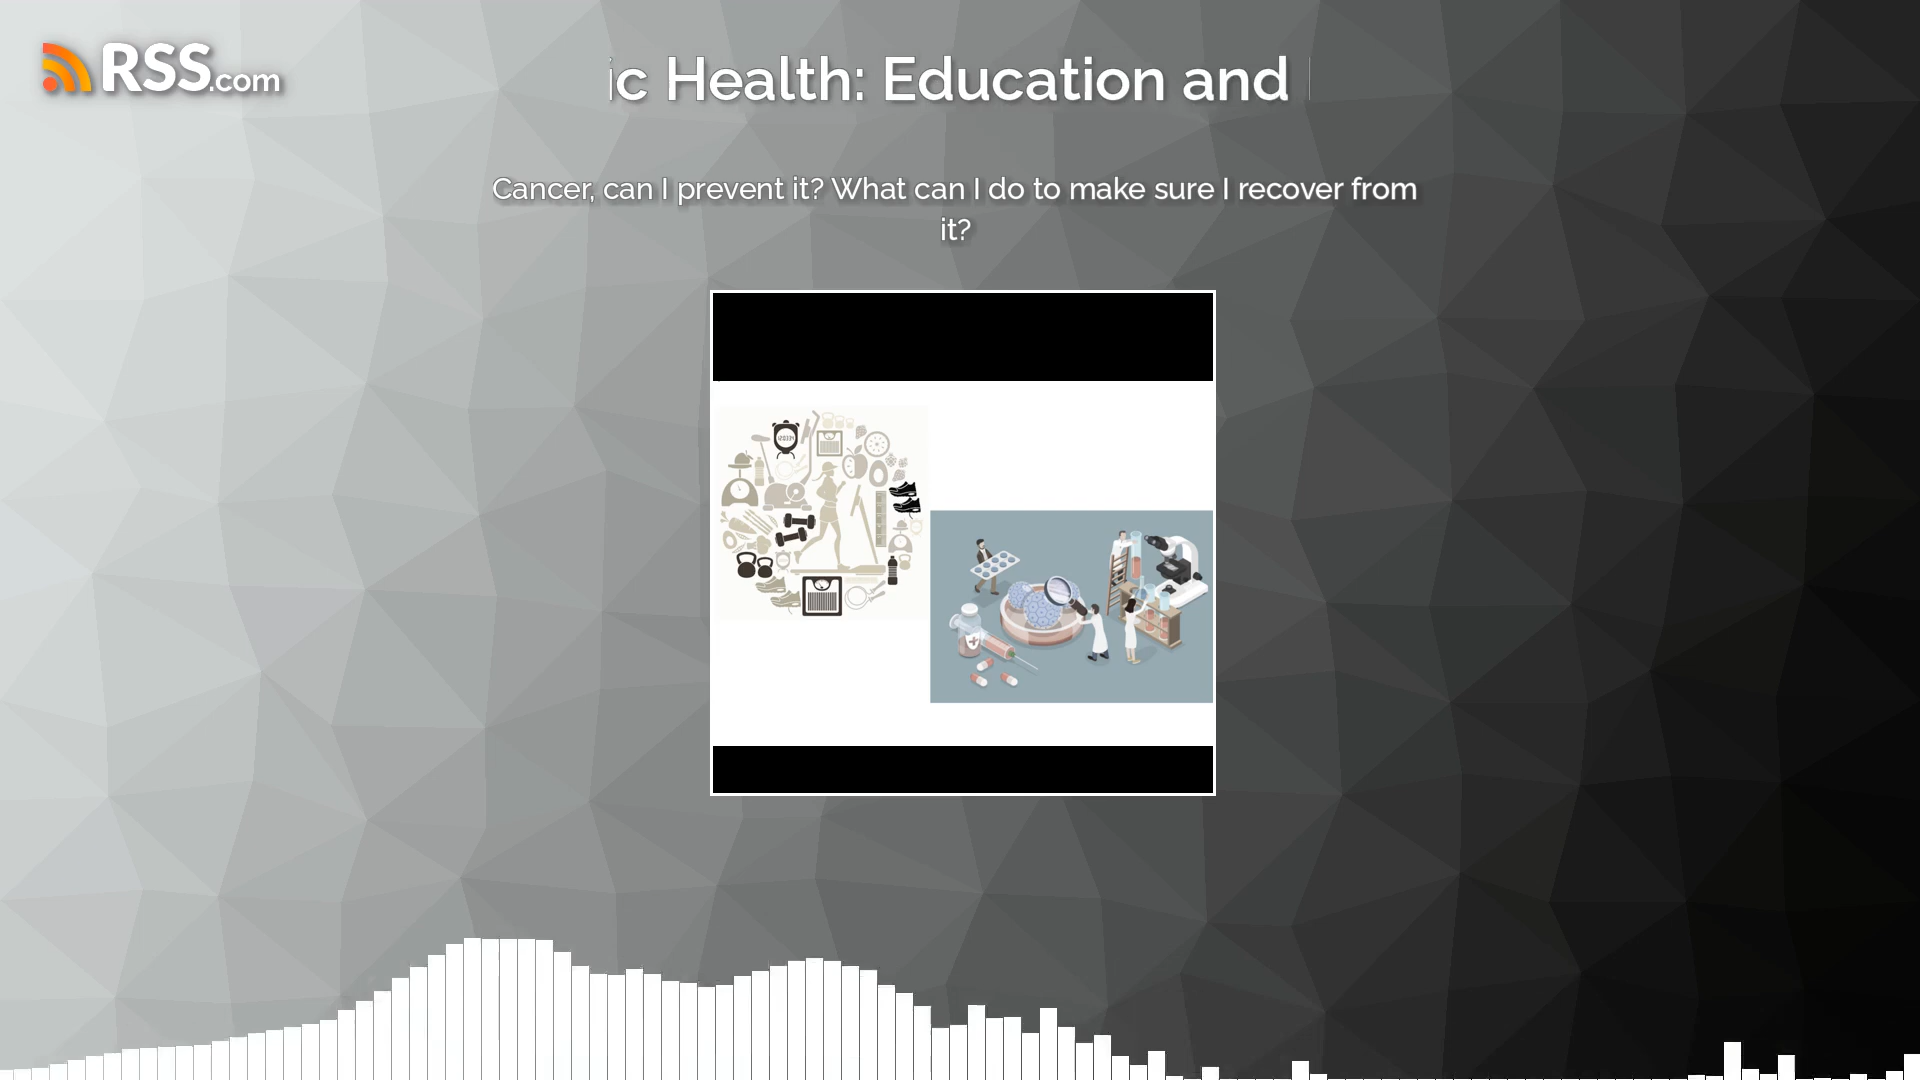 RSS.com
ic Health: Education and
Cancer, can I prevent it? What can I do to make sure I recover from
it?